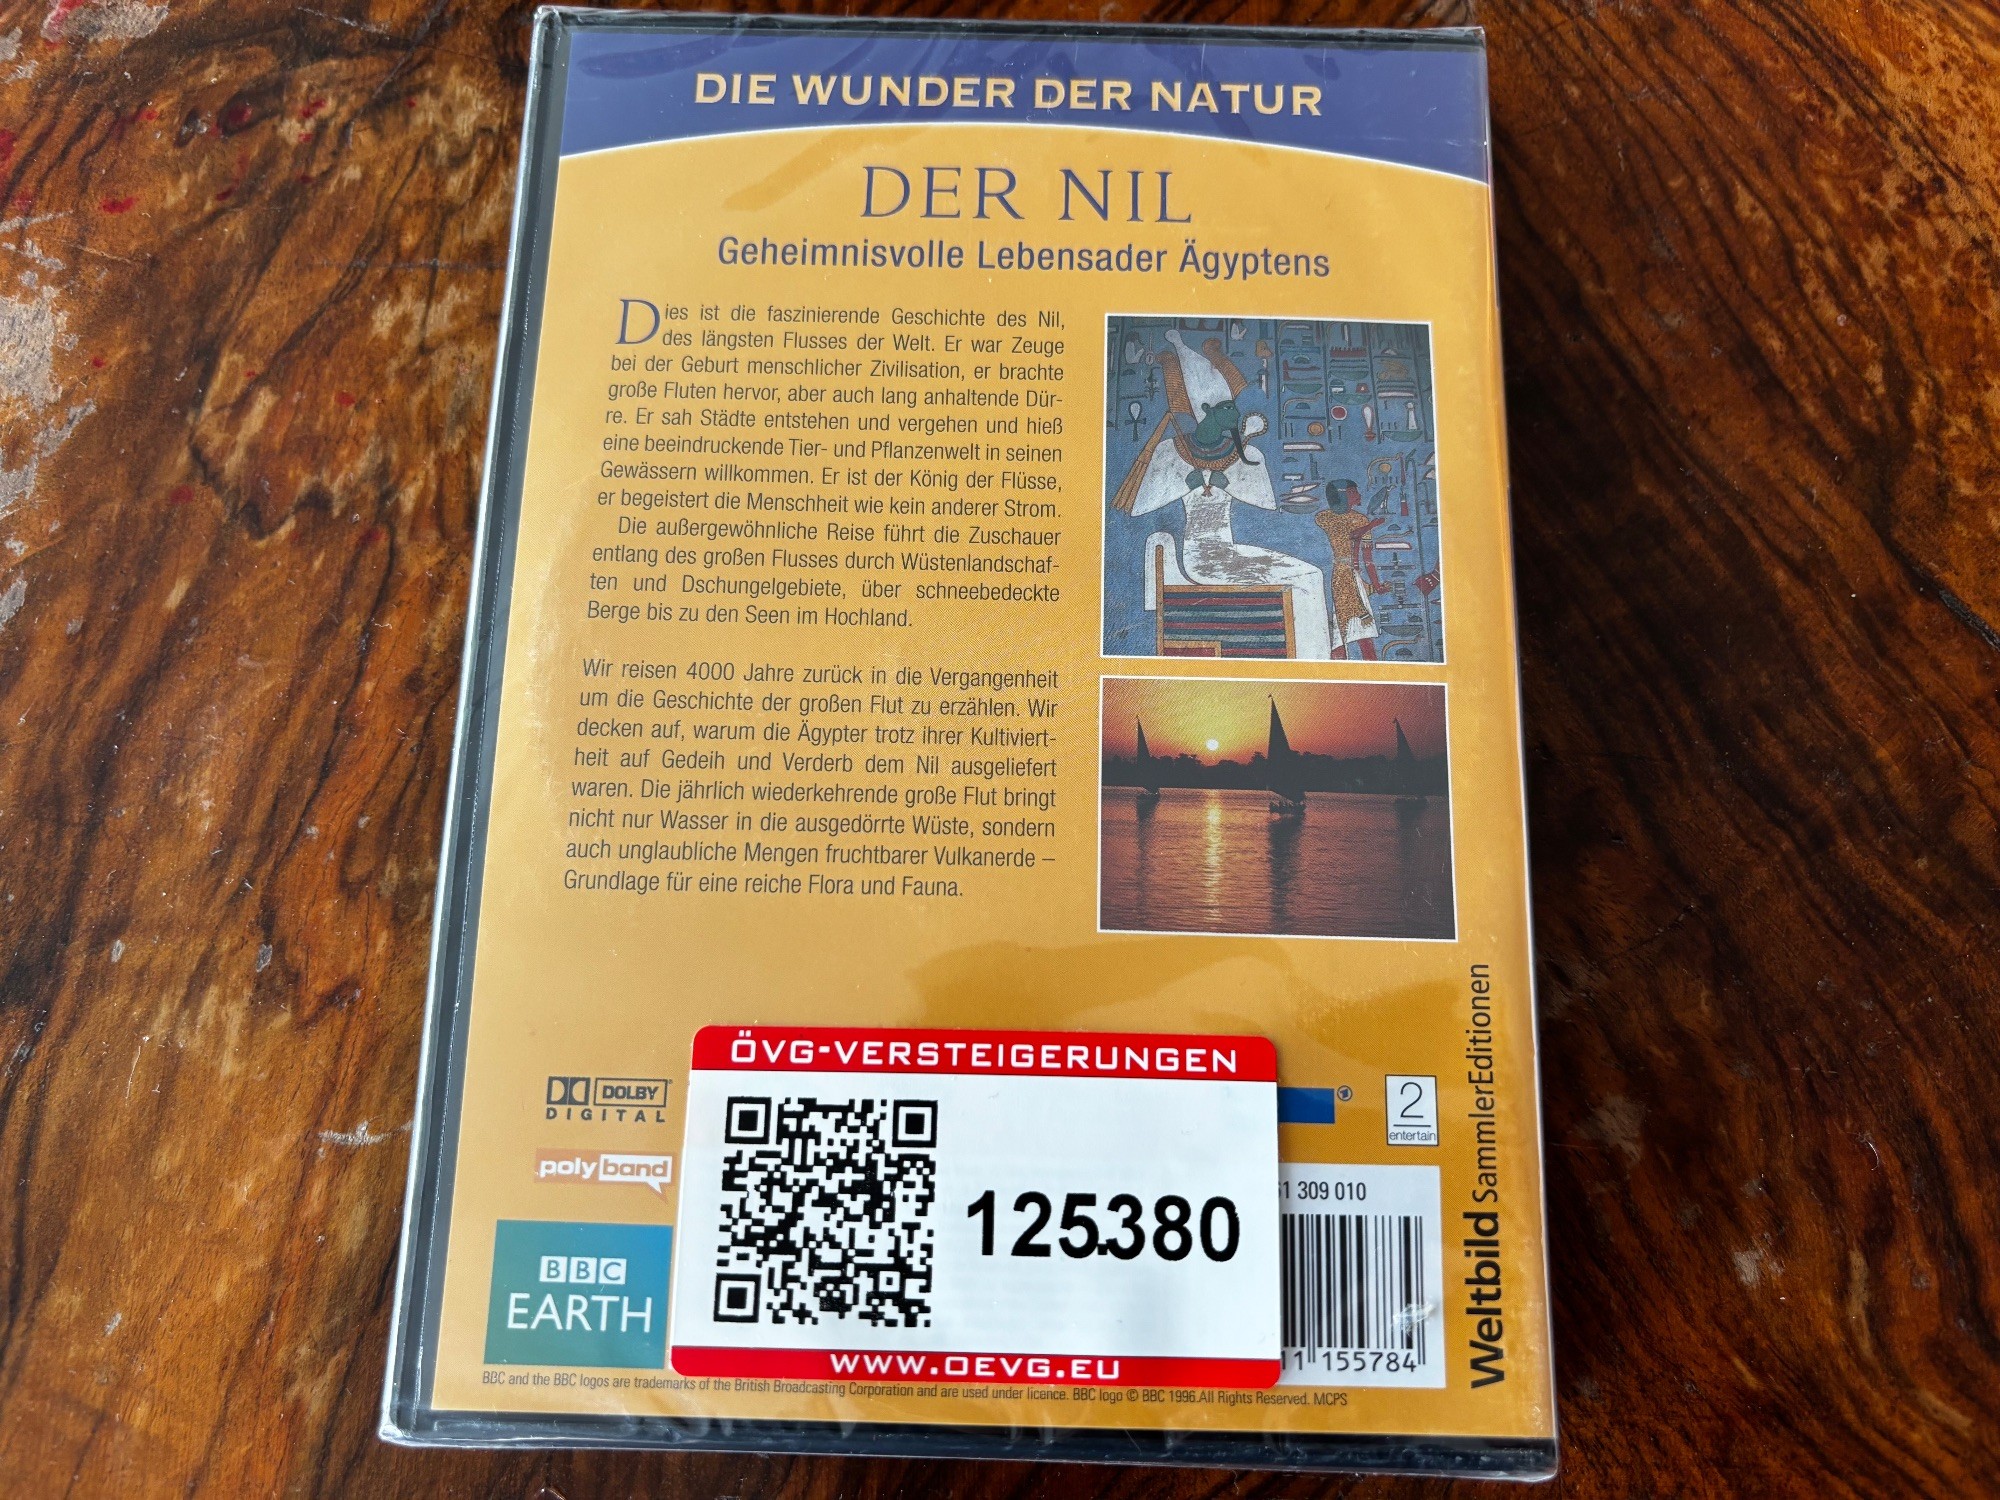 DIE WUNDER DER NATUR
DER NIL
Geheimnisvolle Lebensader Ägyptens
Dies ist die faszinierende Geschichte des Nil,
des längsten Flusses der Welt. Er war Zeuge
bei der Geburt menschlicher Zivilisation, er brachte
große Fluten hervor, aber auch lang anhaltende Dür-
re. Er sah Städte entstehen und vergehen und hieß
eine beeindruckende Tier- und Pflanzenwelt in seinen
Gewässern willkommen. Er ist der König der Flüsse,
er begeistert die Menschheit wie kein anderer Strom.
Die außergewöhnliche Reise führt die Zuschauer
entlang des großen Flusses durch Wüstenlandschaf-
ten und Dschungelgebiete, über schneebedeckte
Berge bis zu den Seen im Hochland.
Wir reisen 4000 Jahre zurück in die Vergangenheit
um die Geschichte der großen Flut zu erzählen. Wir
decken auf, warum die Ägypter trotz ihrer Kultiviert-
heit auf Gedeih und Verderb dem Nil ausgeliefert
waren. Die jährlich wiederkehrende große Flut bringt
nicht nur Wasser in die ausgedörrte Wüste, sondern
auch unglaubliche Mengen fruchtbarer Vulkanerde –
Grundlage für eine reiche Flora und Fauna.
Weltbild SammlerEditionen
DOLBY
DIGITAL
polyband
BBC
EARTH
ÖVG-VERSTEIGERUNGEN
125.380
WWW.OEVG.EU
2
entertain
309 010
155784
BBC and the BBC logos are trademarks of the British Broadcasting Corporation and are used under licence. BBC logo © BBC 1996.All Rights Reserved. MCPS